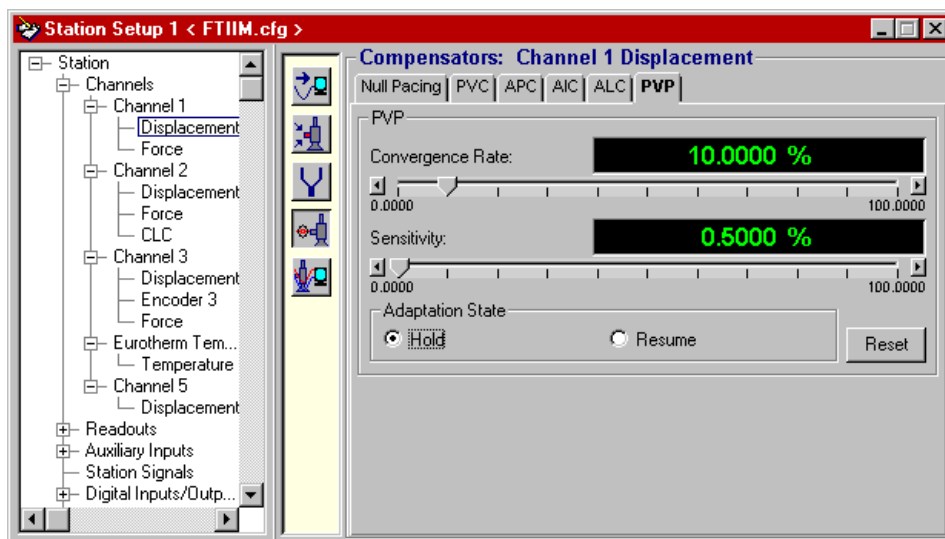 Station Setup 1 < FTIIM.cfg >
Station
Channels
Channel 1
Displacement
Force
Channel 2
Displacement
Force
CLC
Channel 3
Displacement
Encoder 3
Force
Eurotherm Tem...
Temperature
Channel 5
Displacement
Readouts
Auxiliary Inputs
Station Signals
Digital Inputs/Outp...
Compensators: Channel 1 Displacement
Null Pacing PVC APC AIC ALC PVP
PVP
Convergence Rate: 10.0000 %
0.0000 100.0000
Sensitivity: 0.5000 %
0.0000 100.0000
Adaptation State
Hold Resume
Reset